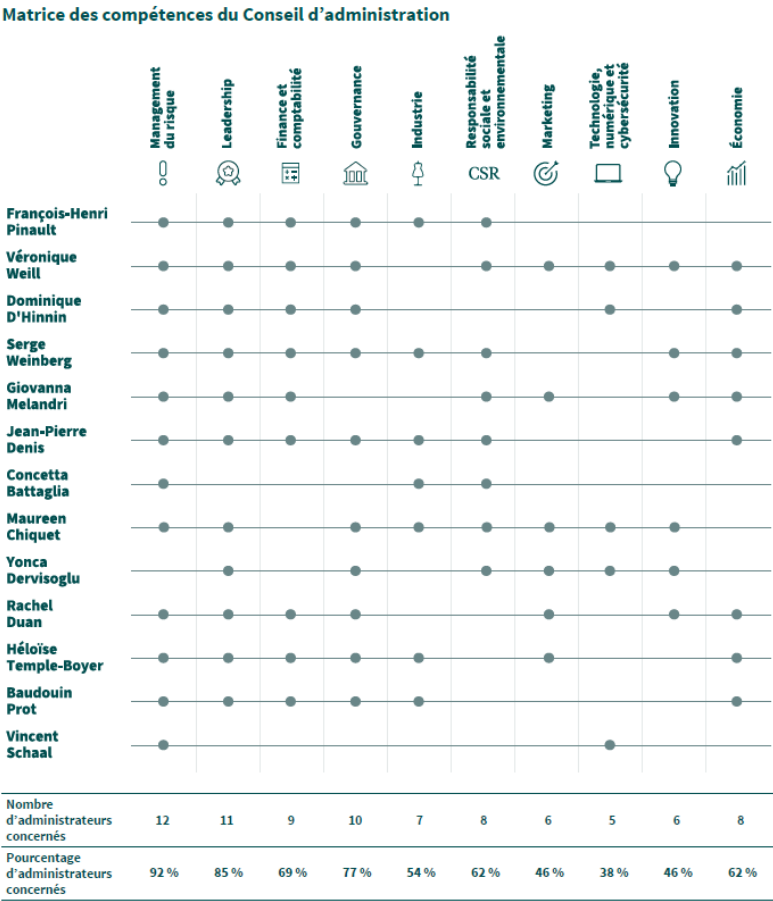 Matrice des compétences du Conseil d’administration
Management
du risque
Leadership
Finance et
comptabilité
Gouvernance
Industrie
Responsabilité
sociale et
environnementale
Marketing
Technologie,
numérique et
cybersécurité
Innovation
Économie
CSR
François-Henri
Pinault
Véronique
Weill
Dominique
D'Hinnin
Serge
Weinberg
Giovanna
Melandri
Jean-Pierre
Denis
Concetta
Battaglia
Maureen
Chiquet
Yonca
Dervisoglu
Rachel
Duan
Héloïse
Temple-Boyer
Baudouin
Prot
Vincent
Schaal
Nombre
d’administrateurs
concernés
12 11 9 10 7 8 6 5 6 8
Pourcentage
d’administrateurs
concernés
92 % 85 % 69 % 77 % 54 % 62 % 46 % 38 % 46 % 62 %